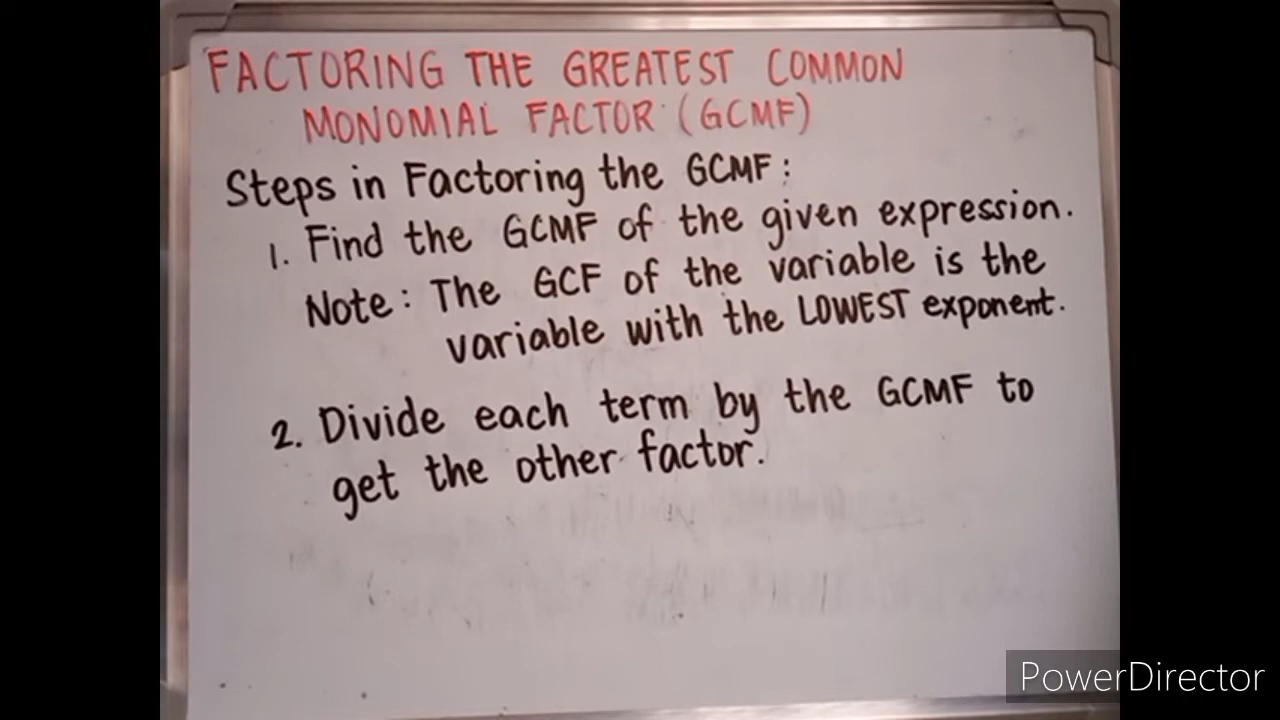 FACTORING THE GREATEST COMMON
MONOMIAL FACTOR (GCMF)
Steps in Factoring the GCMF:
1. Find the GCMF of the given expression.
Note: The GCF of the variable is the
variable with the LOWEST exponent.
2. Divide each term by the GCMF to
get the other factor.
PowerDirector